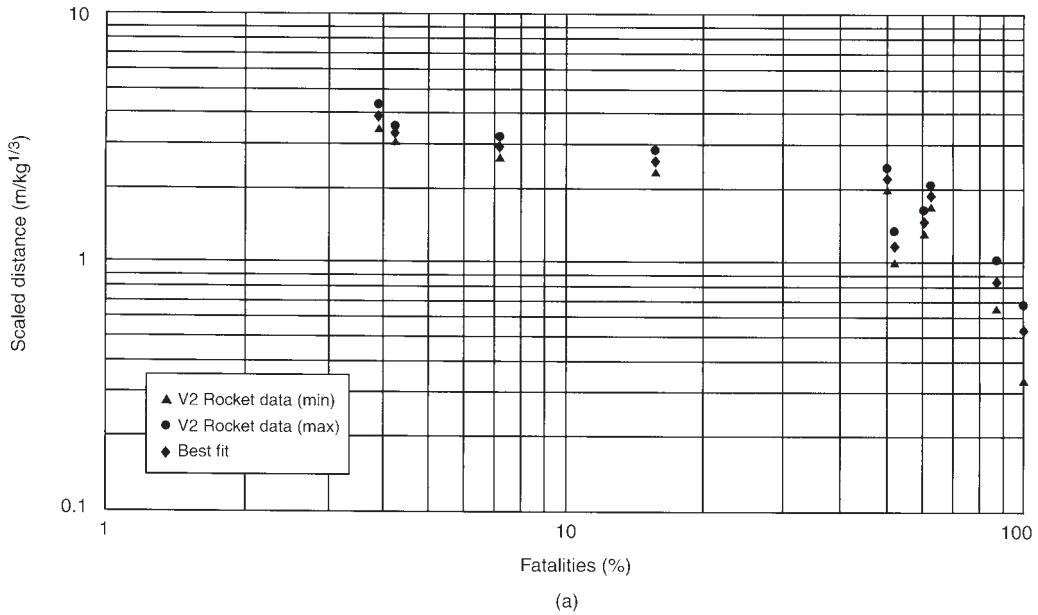 10
1
0.1
Scaled distance (m/kg1/3)
▲ V2 Rocket data (min)
● V2 Rocket data (max)
◆ Best fit
1
10
100
Fatalities (%)
(a)